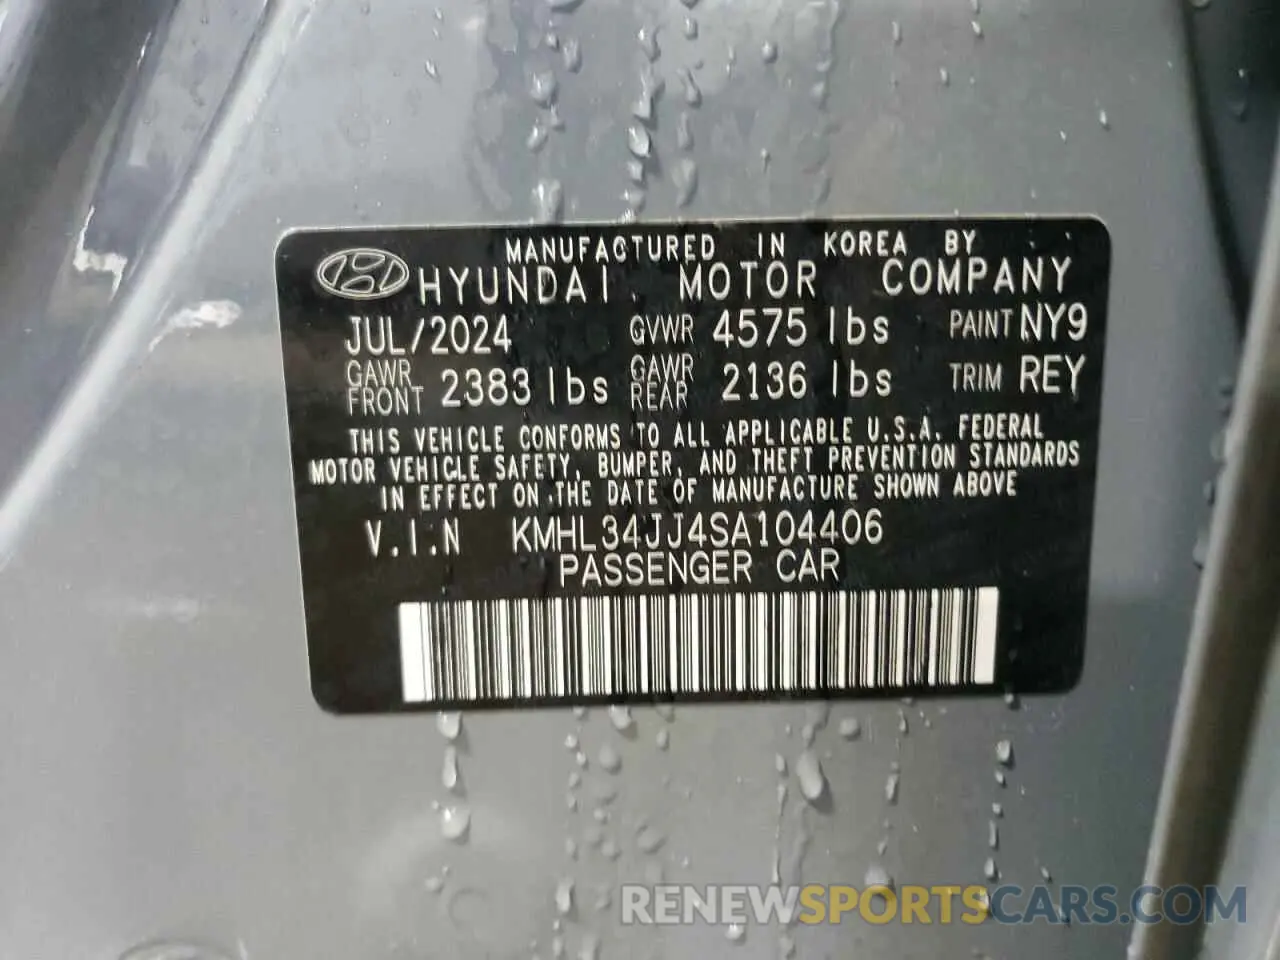 MANUFACTURED IN KOREA BY
HYUNDAI MOTOR COMPANY
JUL/2024 GVWR 4575 lbs PAINT NY9
GAWR FRONT 2383 lbs GAWR REAR 2136 lbs TRIM REY
THIS VEHICLE CONFORMS TO ALL APPLICABLE U.S.A. FEDERAL
MOTOR VEHICLE SAFETY, BUMPER, AND THEFT PREVENTION STANDARDS
IN EFFECT ON THE DATE OF MANUFACTURE SHOWN ABOVE
V.I.N KMHL34JJ4SA104406
PASSENGER CAR
RENEWSPORTSCARS.COM